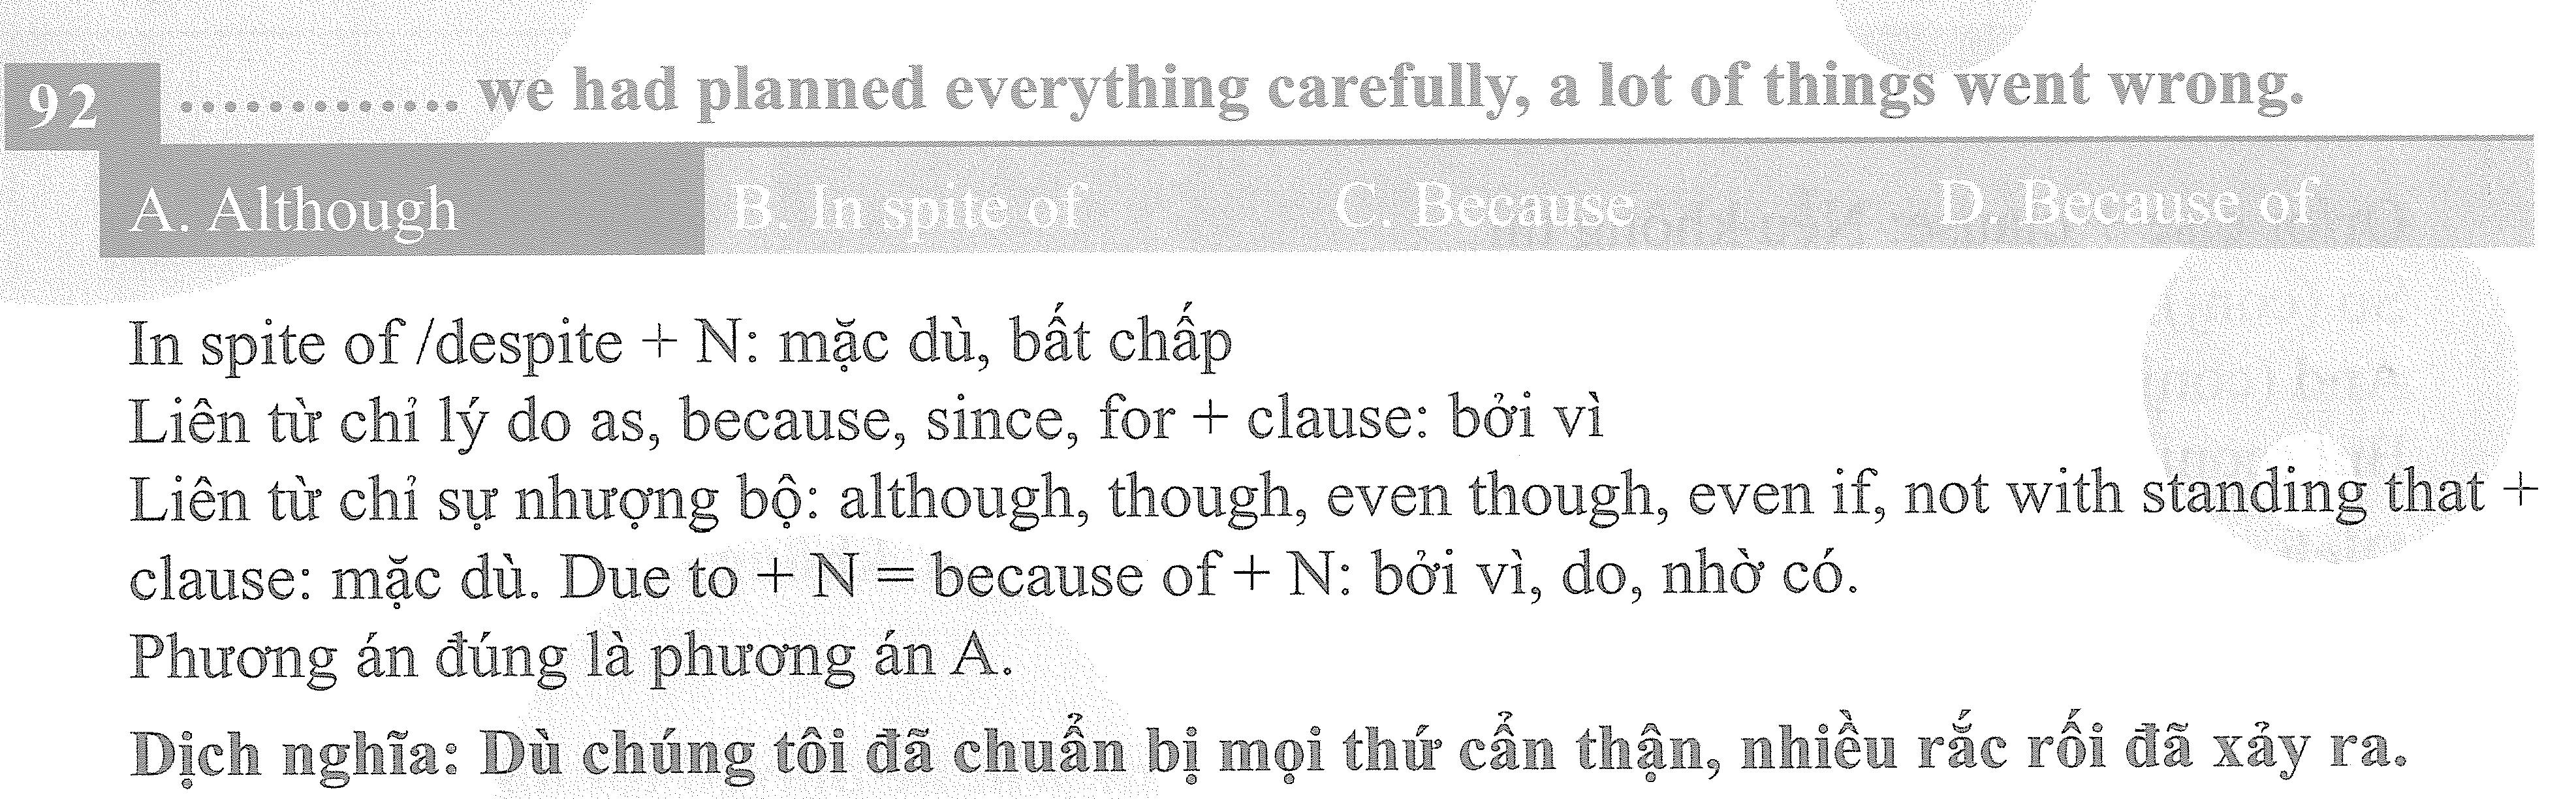 92 ............. we had planned everything carefully, a lot of things went wrong.
A. Although B. In spite of C. Because D. Because of
In spite of /despite + N: mặc dù, bất chấp
Liên từ chỉ lý do as, because, since, for + clause: bởi vì
Liên từ chỉ sự nhượng bộ: although, though, even though, even if, not with standing that +
clause: mặc dù. Due to + N = because of + N: bởi vì, do, nhờ có.
Phương án đúng là phương án A.
Dịch nghĩa: Dù chúng tôi đã chuẩn bị mọi thứ cẩn thận, nhiều rắc rối đã xảy ra.